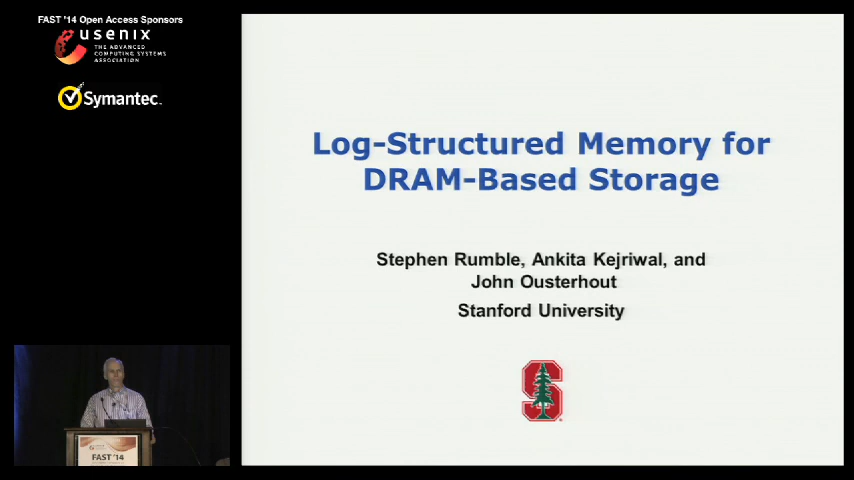 FAST '14 Open Access Sponsors
usenix
THE ADVANCED
COMPUTING SYSTEMS
ASSOCIATION
Symantec.
Log-Structured Memory for
DRAM-Based Storage
Stephen Rumble, Ankita Kejriwal, and
John Ousterhout
Stanford University
S
FAST '14